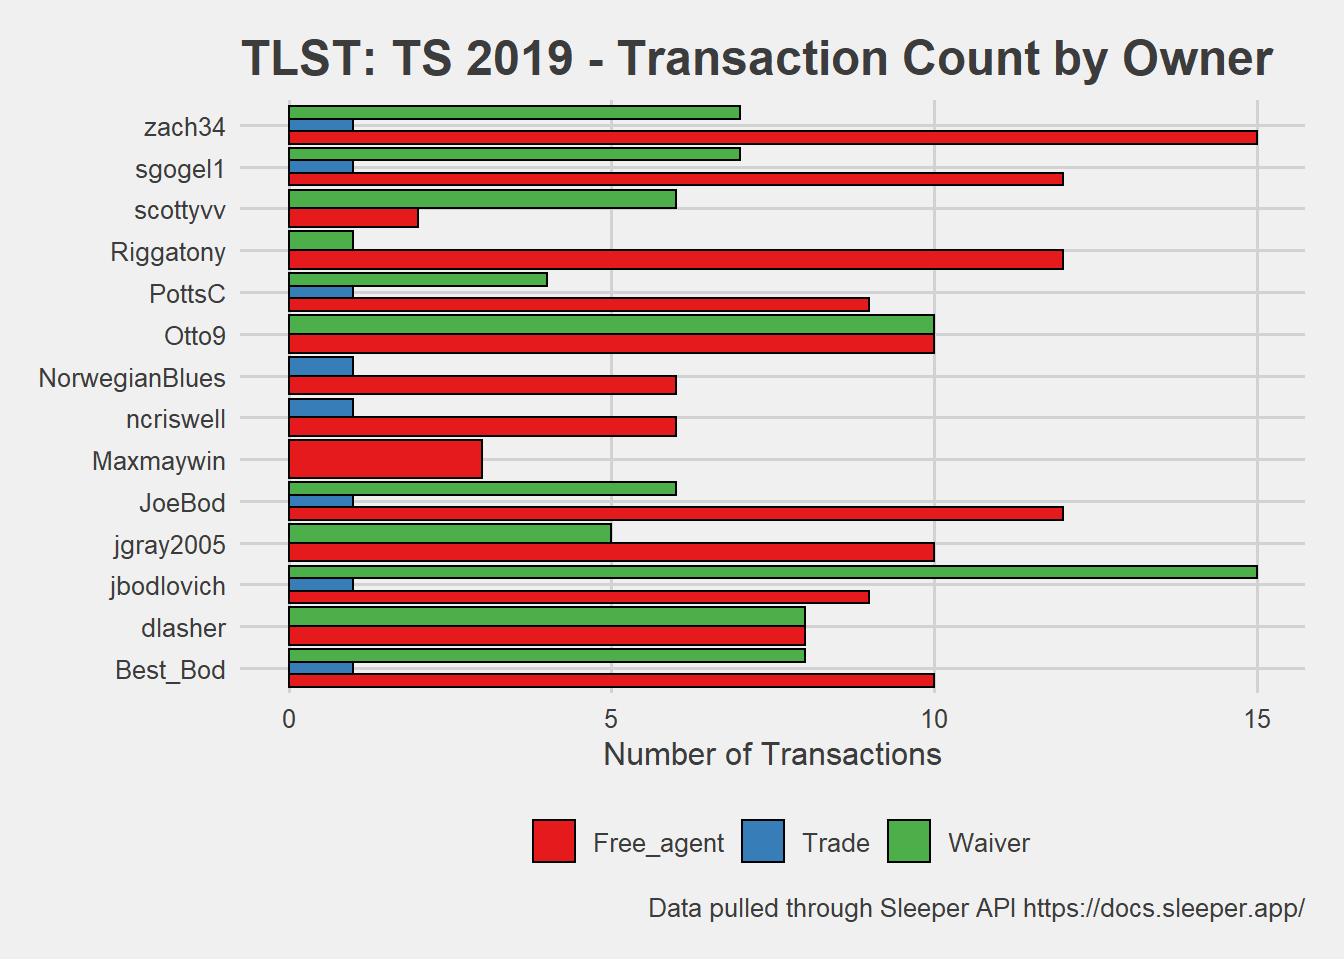 TLST: TS 2019 - Transaction Count by Owner
zach34
sgogel1
scottyvv
Riggatony
PottsC
Otto9
NorwegianBlues
ncriswell
Maxmaywin
JoeBod
jgray2005
jbodlovich
dlasher
Best_Bod
0 5 10 15
Number of Transactions
Free_agent Trade Waiver
Data pulled through Sleeper API https://docs.sleeper.app/